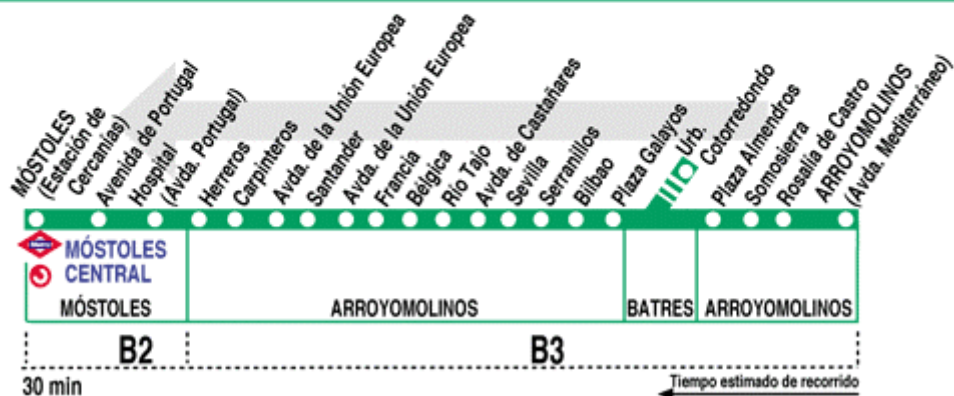 MÓSTOLES
(Estación de
Cercanías)
Avenida de Portugal
Hospital
(Avda. Portugal)
Herreros
Carpinteros
Avda. de la Unión Europea
Santander
Avda. de la Unión Europea
Francia
Bélgica
Río Tajo
Avda. de Castañares
Sevilla
Serranillos
Bilbao
Plaza Galayos
Urb.
Cotorredondo
Plaza Almendros
Somosierra
Rosalía de Castro
ARROYOMOLINOS
(Avda. Mediterráneo)
MÓSTOLES
CENTRAL
MÓSTOLES
ARROYOMOLINOS
BATRES
ARROYOMOLINOS
B2
B3
30 min
Tiempo estimado de recorrido